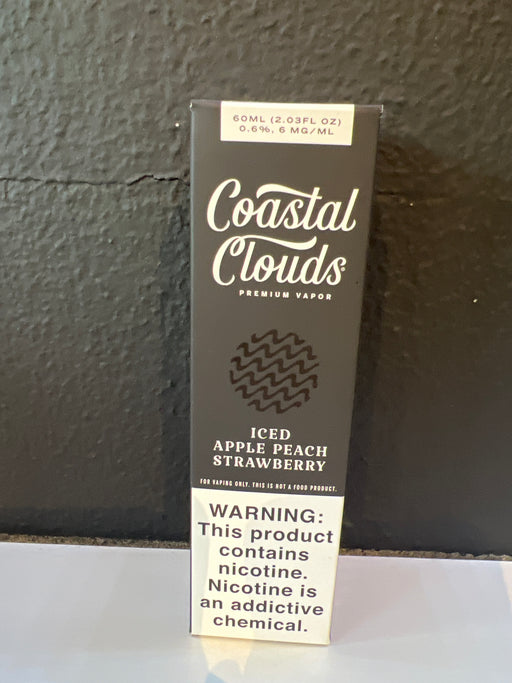 60ML (2.03FL OZ)
0.6%, 6 MG/ML
Coastal
Clouds
PREMIUM VAPOR
ICED
APPLE PEACH
STRAWBERRY
FOR VAPING ONLY. THIS IS NOT A FOOD PRODUCT.
WARNING:
This product
contains
nicotine.
Nicotine is
an addictive
chemical.